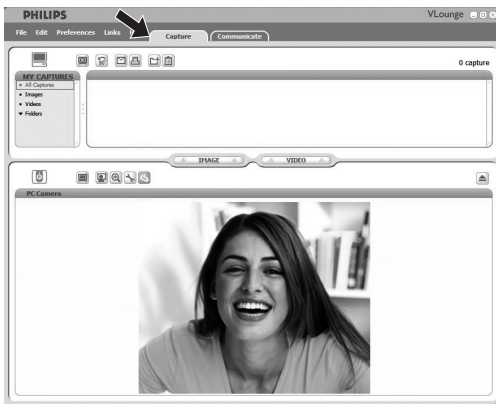 PHILIPS
VLounge
File Edit Preferences Links
Capture
Communicate
0 capture
MY CAPTURES
All Captures
Images
Videos
Folders
IMAGE
VIDEO
PC Camera